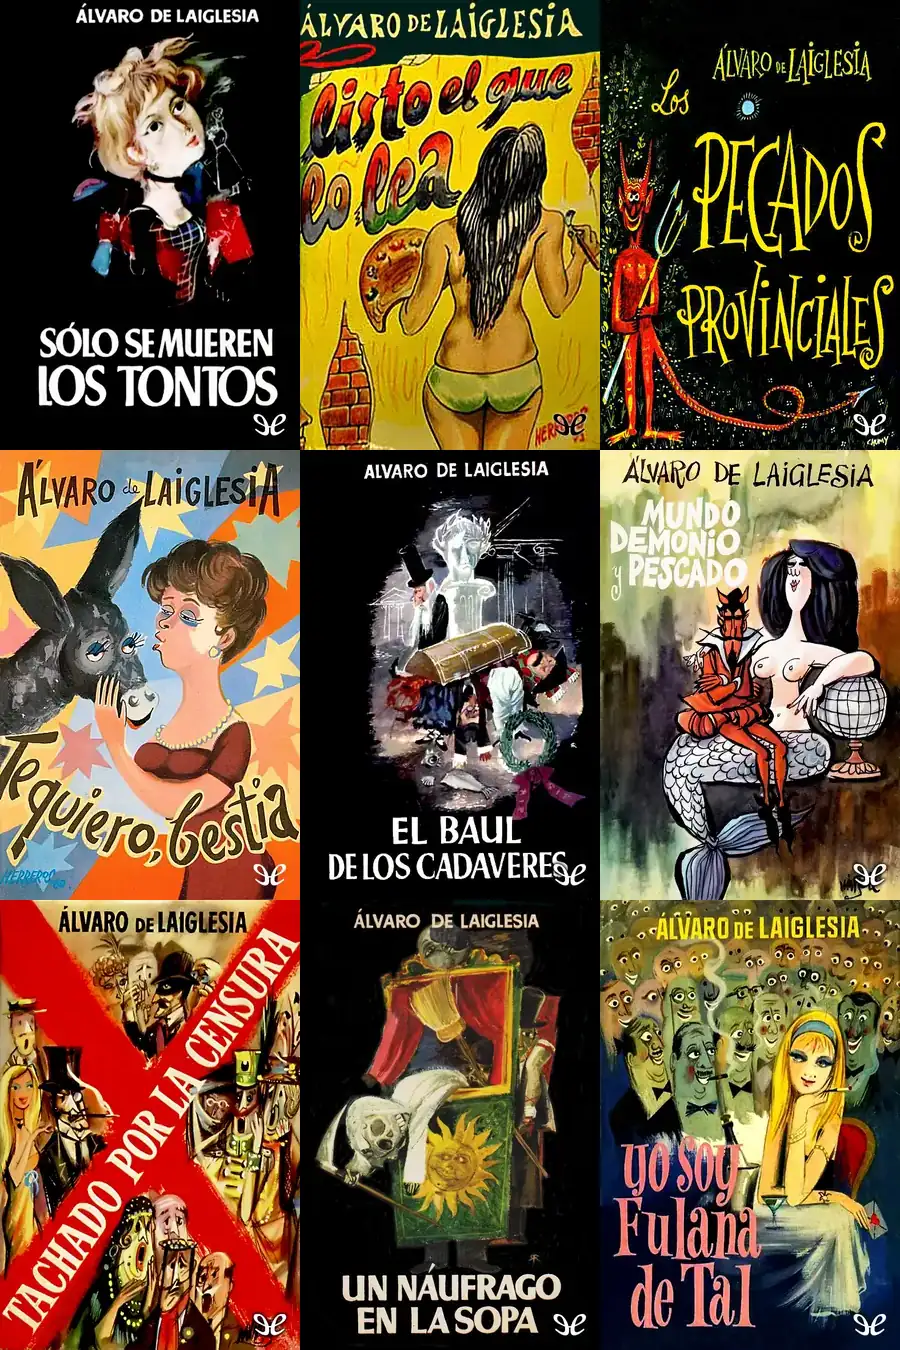 ÁLVARO DE LAIGLESIA
SÓLO SE MUEREN
LOS TONTOS
ÁLVARO DE LAIGLESIA
listo el que
lo lea
HERRERO
ÁLVARO DE LAIGLESIA
Los
PECADOS
PROVINCIALES
CHUMY
ÁLVARO de LAIGLESIA
Te quiero, bestia
HERRERO
ALVARO DE LAIGLESIA
EL BAUL
DE LOS CADAVERES
ÁLVARO DE LAIGLESIA
MUNDO
DEMONIO
y PESCADO
ÁLVARO DE LAIGLESIA
TACHADO POR LA CENSURA
ÁLVARO DE LAIGLESIA
UN NÁUFRAGO
EN LA SOPA
ÁLVARO DE LAIGLESIA
yo soy
Fulana
de Tal